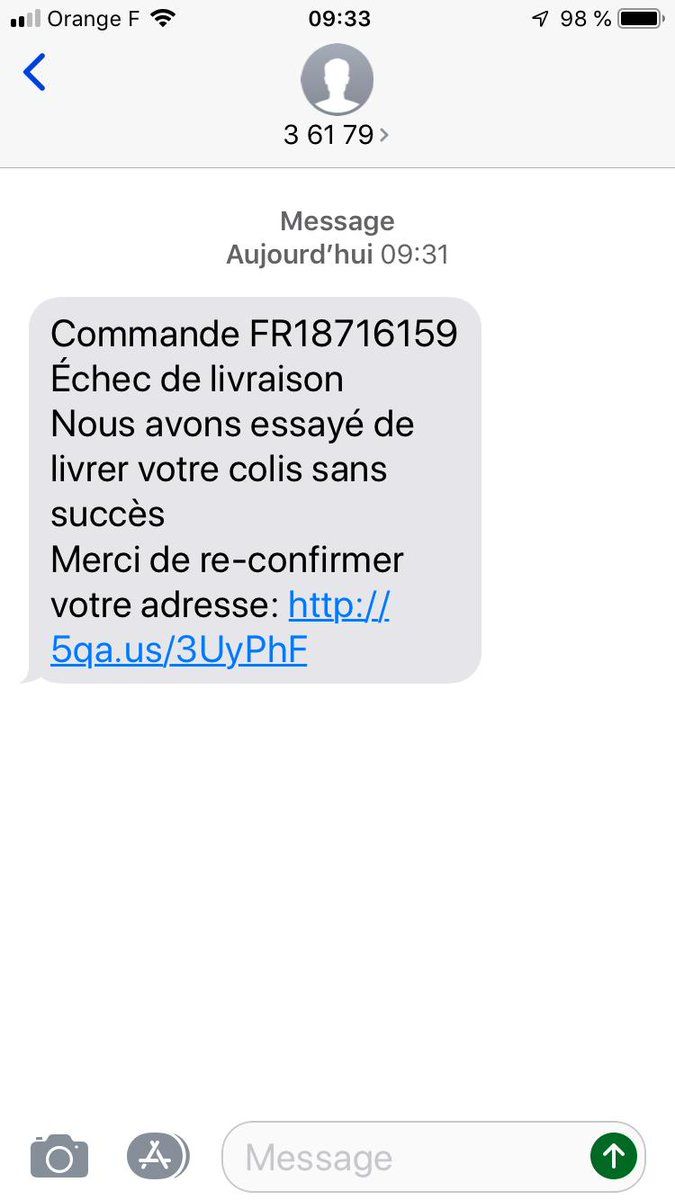 Orange F 09:33 98 %
3 61 79
Message
Aujourd’hui 09:31
Commande FR18716159
Échec de livraison
Nous avons essayé de
livrer votre colis sans
succès
Merci de re-confirmer
votre adresse: http://
5qa.us/3UyPhF
Message